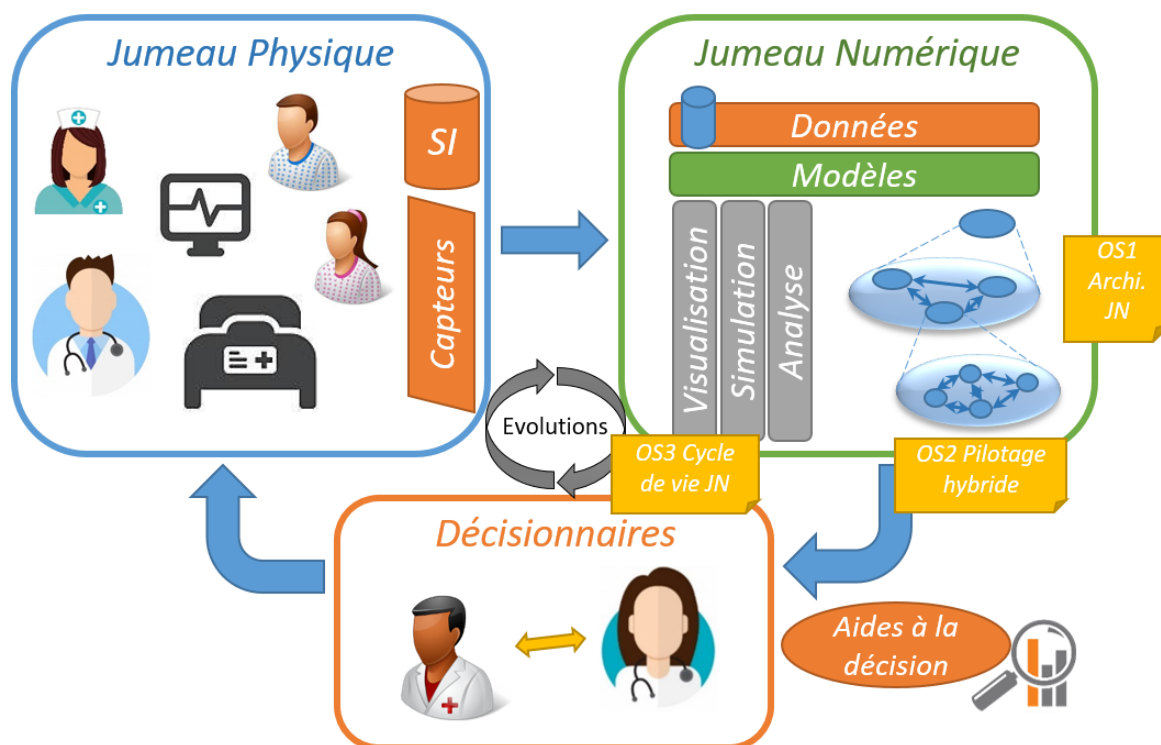 Jumeau Physique
SI
Capteurs
Jumeau Numérique
Données
Modèles
Visualisation
Simulation
Analyse
OS1
Archi.
JN
Evolutions
OS3 Cycle
de vie JN
OS2 Pilotage
hybride
Décisionnaires
Aides à la
décision